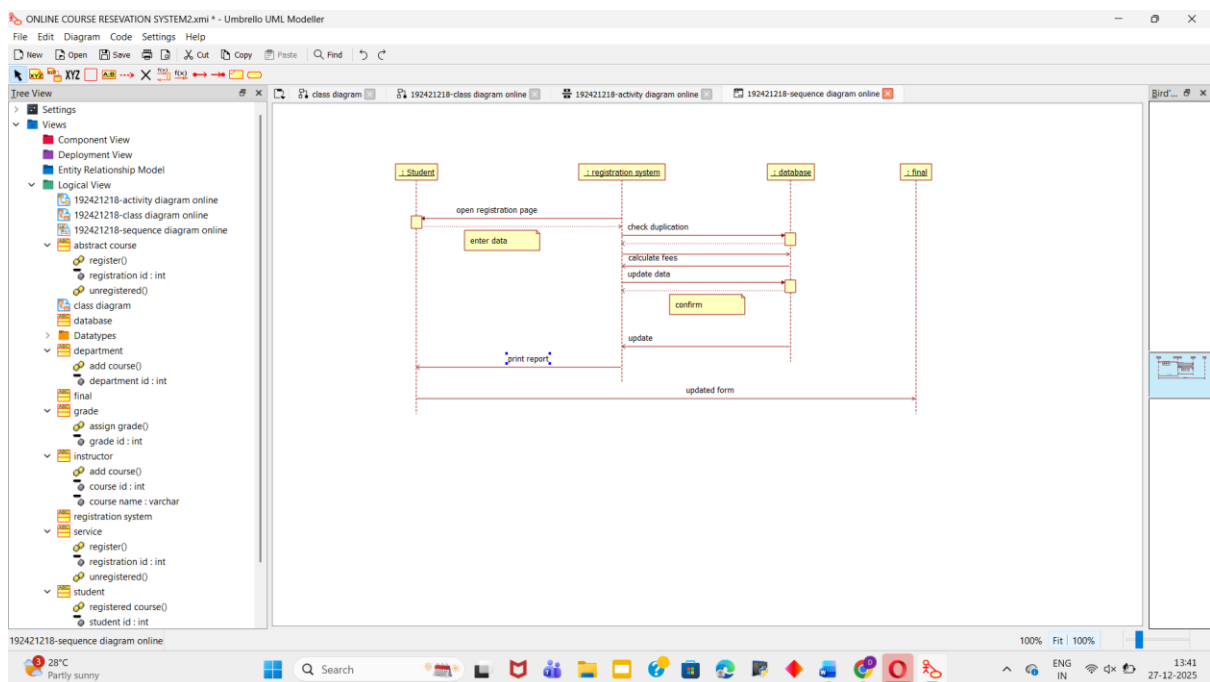 ONLINE COURSE RESEVATION SYSTEM2.xmi * - Umbrello UML Modeller
File Edit Diagram Code Settings Help
New Open Save Cut Copy Paste Find
XYZ A:B f(x) f(x)
Tree View
class diagram 192421218-class diagram online 192421218-activity diagram online 192421218-sequence diagram online
Bird'...
Settings
Views
Component View
Deployment View
Entity Relationship Model
Logical View
192421218-activity diagram online
192421218-class diagram online
192421218-sequence diagram online
abstract course
register()
registration id : int
unregistered()
class diagram
database
Datatypes
department
add course()
department id : int
final
grade
assign grade()
grade id : int
instructor
add course()
course id : int
course name : varchar
registration system
service
register()
registration id : int
unregistered()
student
registered course()
student id : int
: Student : registration system : database : final
open registration page
check duplication
enter data
calculate fees
update data
confirm
update
print report
updated form
192421218-sequence diagram online
100% Fit 100%
3
28°C
Partly sunny
Search
ENG
IN
13:41
27-12-2025